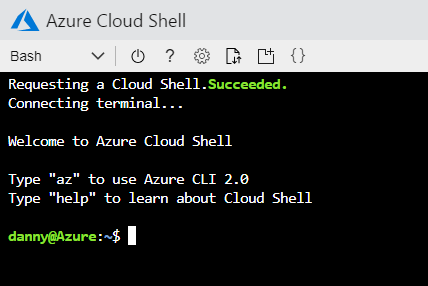 Azure Cloud Shell
Bash
Requesting a Cloud Shell.Succeeded.
Connecting terminal...
Welcome to Azure Cloud Shell
Type "az" to use Azure CLI 2.0
Type "help" to learn about Cloud Shell
danny@Azure:~$